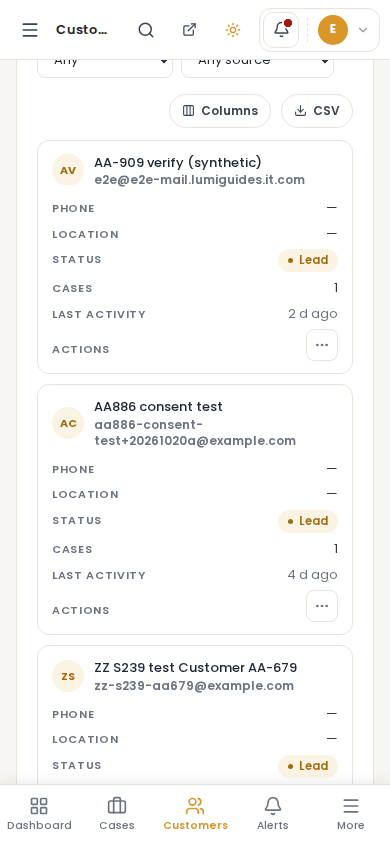 Custo...
E
Any
Any source
Columns
CSV
AV
AA-909 verify (synthetic)
e2e@e2e-mail.lumiguides.it.com
PHONE —
LOCATION —
STATUS Lead
CASES 1
LAST ACTIVITY 2 d ago
ACTIONS ...
AC
AA886 consent test
aa886-consent-
test+20261020a@example.com
PHONE —
LOCATION —
STATUS Lead
CASES 1
LAST ACTIVITY 4 d ago
ACTIONS ...
ZS
ZZ S239 test Customer AA-679
zz-s239-aa679@example.com
PHONE —
LOCATION —
STATUS Lead
Dashboard
Cases
Customers
Alerts
More